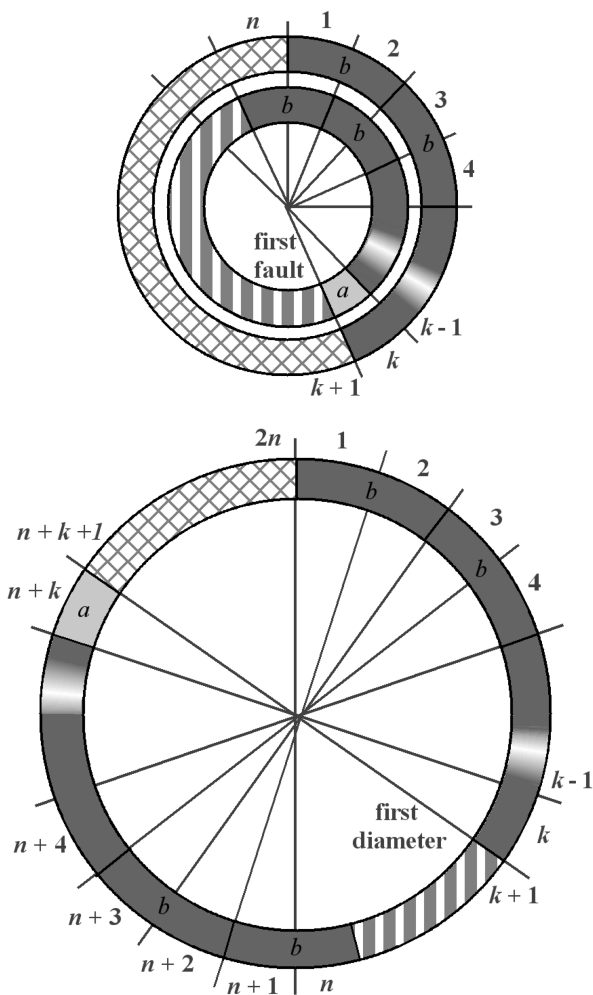 n 1
2
b
3
b
b
b
4
first
fault
a
k - 1
k
k + 1
2n 1
2
b
3
n + k +1
b
4
n + k
a
k - 1
first
diameter
k
n + 4
k + 1
b
n + 3
b
n + 2
n + 1 n